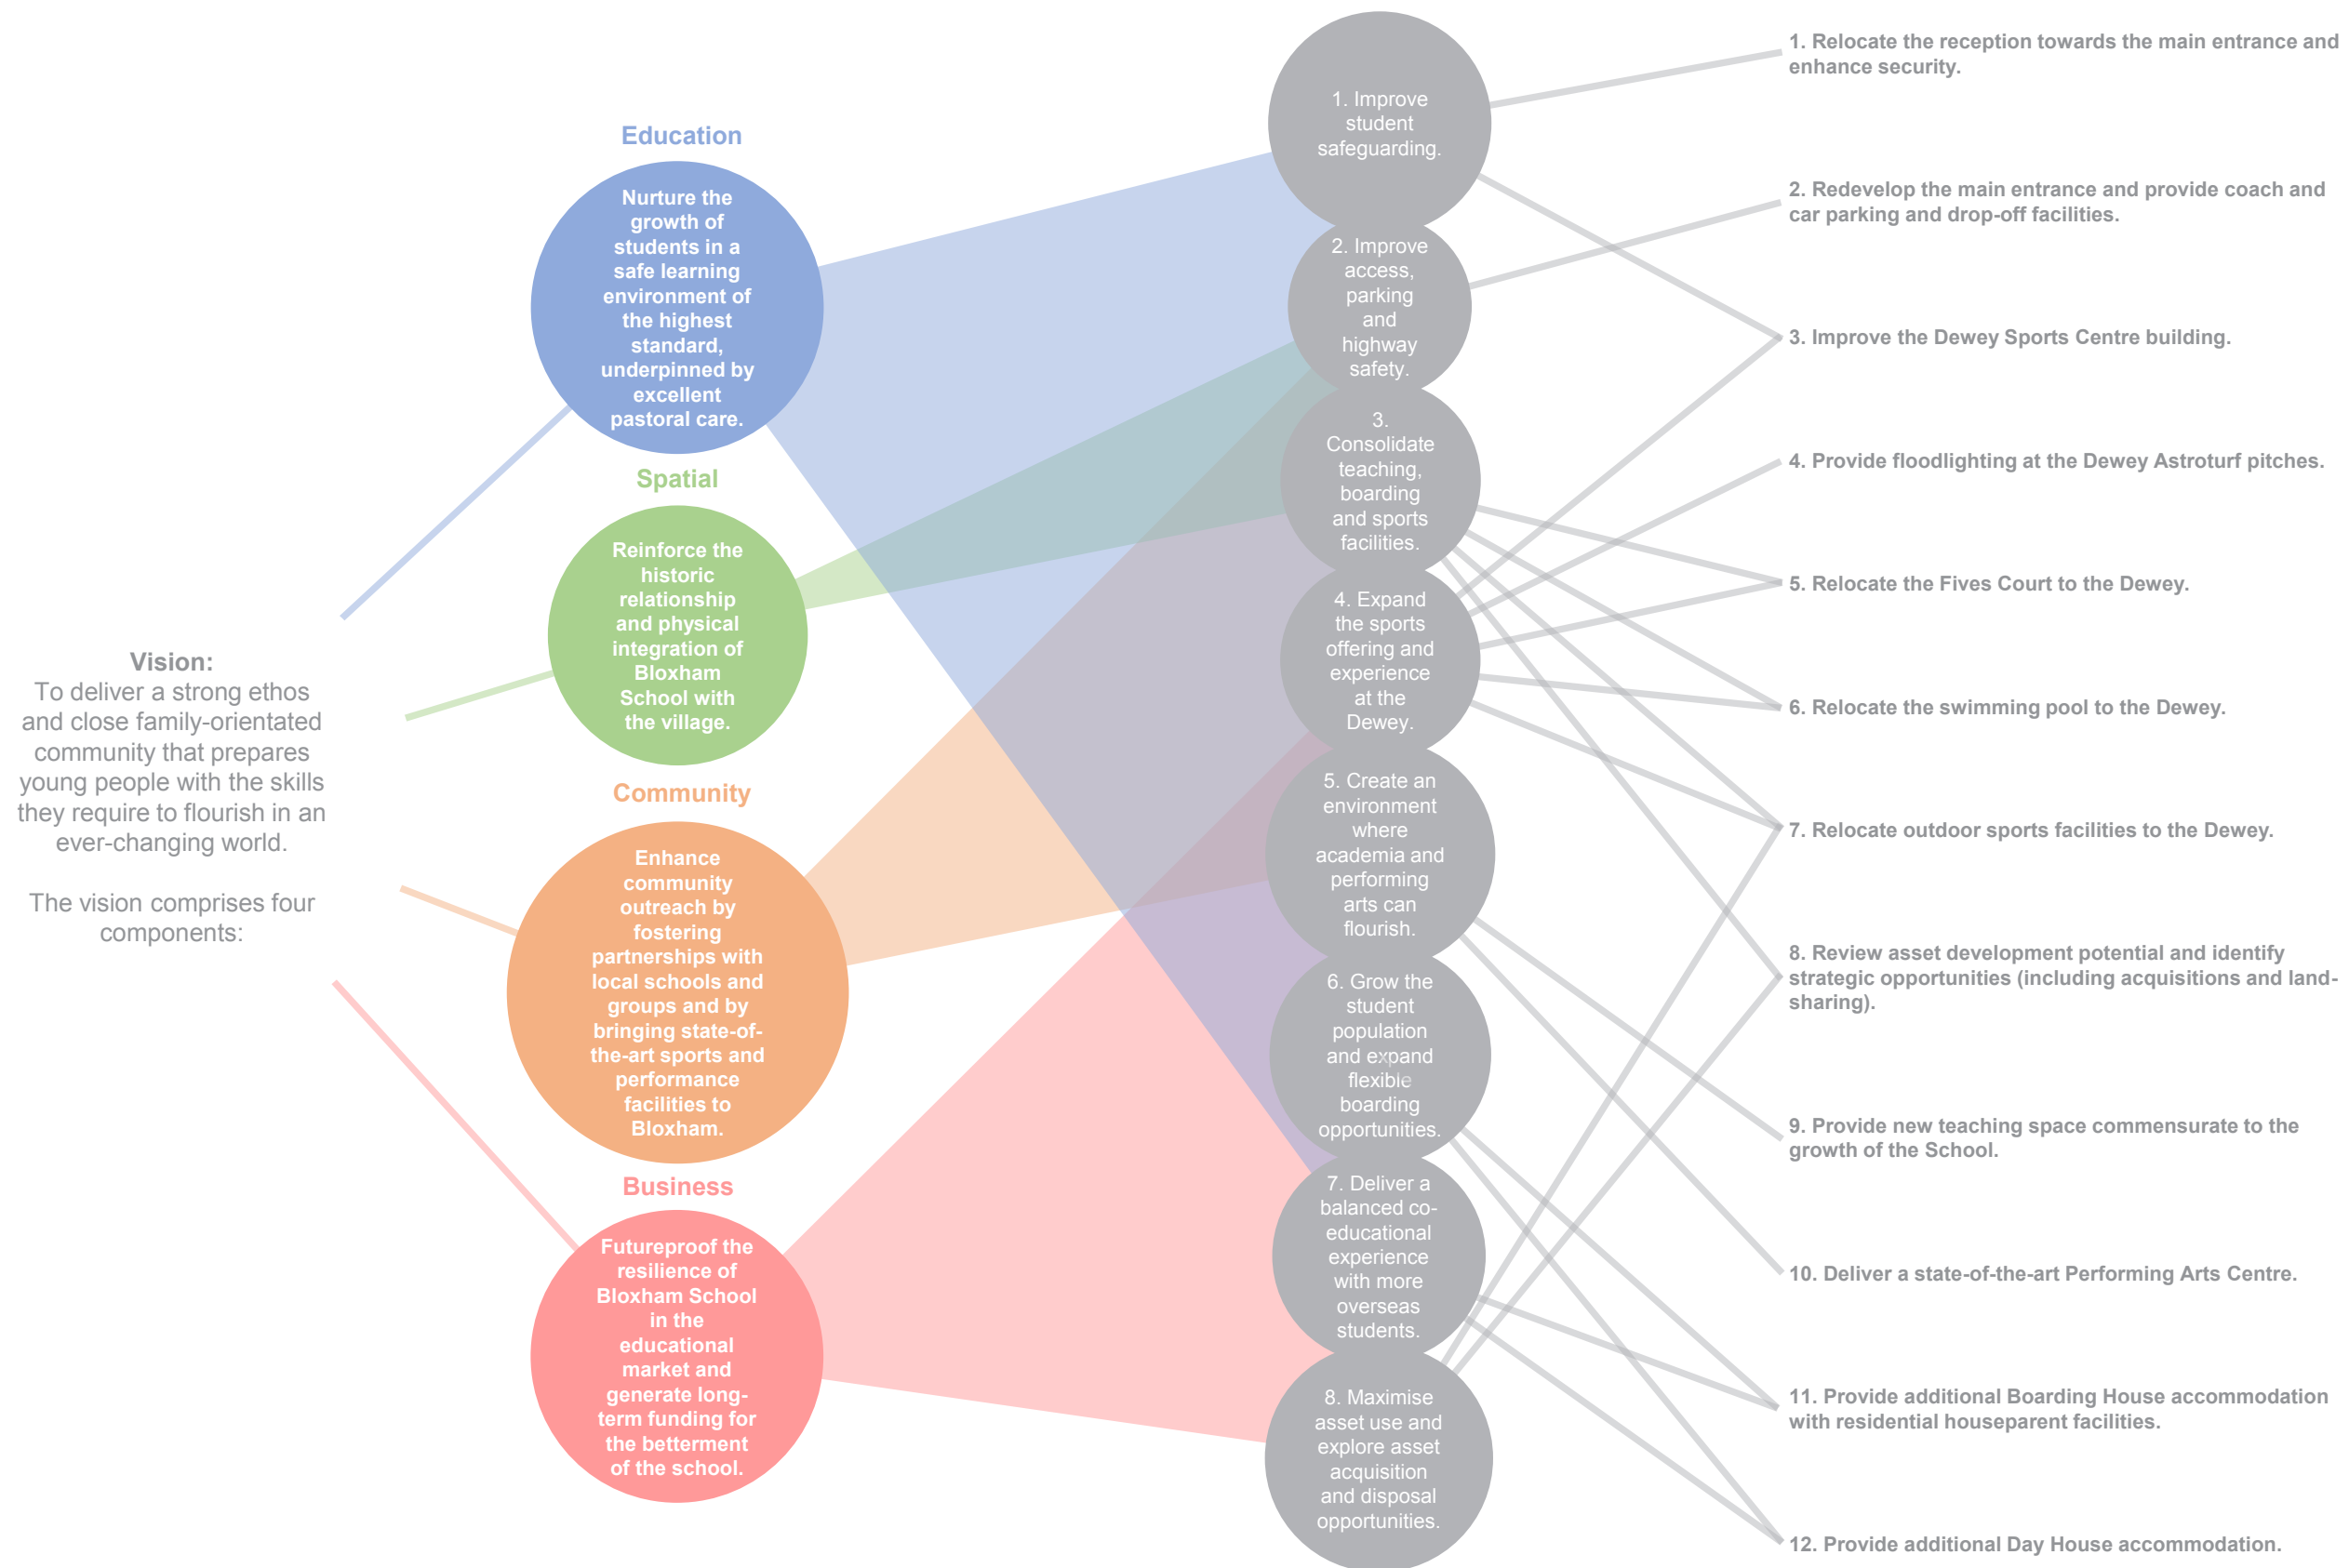 Vision:
To deliver a strong ethos
and close family-orientated
community that prepares
young people with the skills
they require to flourish in an
ever-changing world.
The vision comprises four
components:
Education
Nurture the
growth of
students in a
safe learning
environment of
the highest
standard,
underpinned by
excellent
pastoral care.
Spatial
Reinforce the
historic
relationship
and physical
integration of
Bloxham
School with
the village.
Community
Enhance
community
outreach by
fostering
partnerships with
local schools and
groups and by
bringing state-of-
the-art sports and
performance
facilities to
Bloxham.
Business
Futureproof the
resilience of
Bloxham School
in the
educational
market and
generate long-
term funding for
the betterment
of the school.
1. Improve
student
safeguarding.
2. Improve
access,
parking
and
highway
safety.
3.
Consolidate
teaching,
boarding
and sports
facilities.
4. Expand
the sports
offering and
experience
at the
Dewey.
5. Create an
environment
where
academia and
performing
arts can
flourish.
6. Grow the
student
population
and expand
flexible
boarding
opportunities.
7. Deliver a
balanced co-
educational
experience
with more
overseas
students.
8. Maximise
asset use and
explore asset
acquisition
and disposal
opportunities.
1. Relocate the reception towards the main entrance and
enhance security.
2. Redevelop the main entrance and provide coach and
car parking and drop-off facilities.
3. Improve the Dewey Sports Centre building.
4. Provide floodlighting at the Dewey Astroturf pitches.
5. Relocate the Fives Court to the Dewey.
6. Relocate the swimming pool to the Dewey.
7. Relocate outdoor sports facilities to the Dewey.
8. Review asset development potential and identify
strategic opportunities (including acquisitions and land-
sharing).
9. Provide new teaching space commensurate to the
growth of the School.
10. Deliver a state-of-the-art Performing Arts Centre.
11. Provide additional Boarding House accommodation
with residential houseparent facilities.
12. Provide additional Day House accommodation.